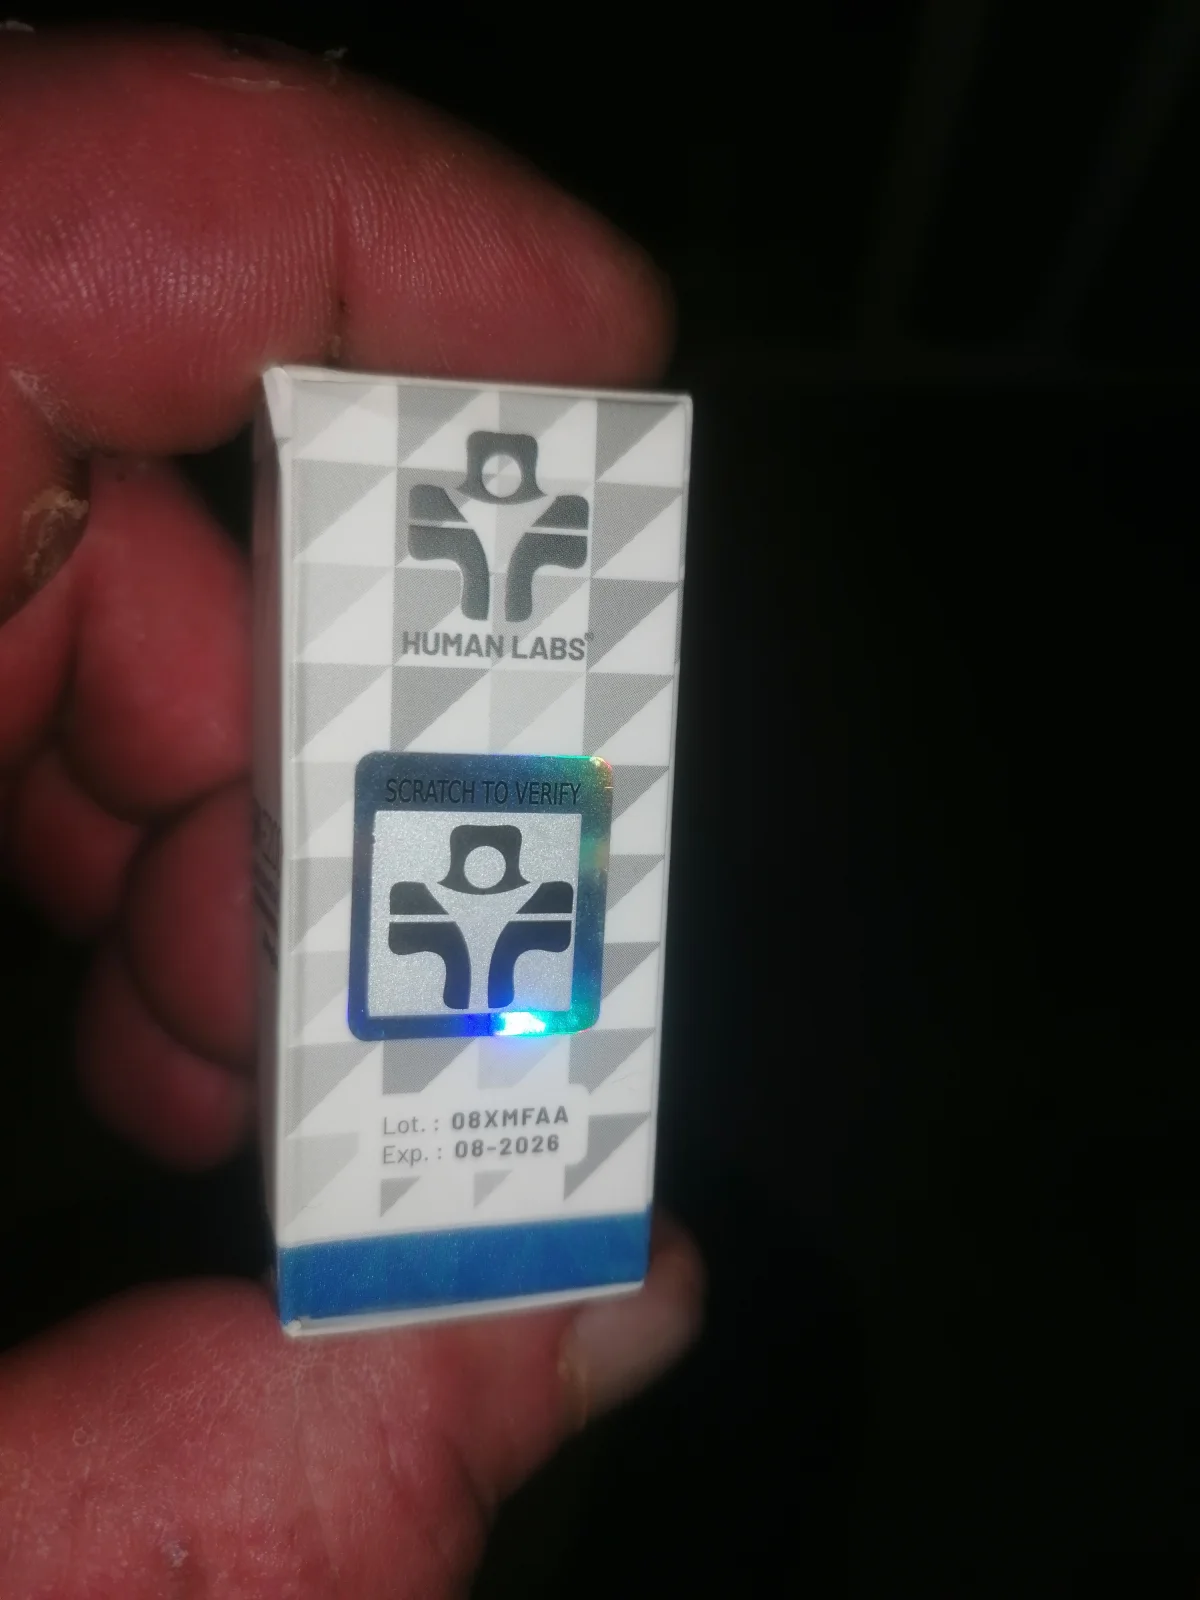 HUMAN LABS®
SCRATCH TO VERIFY
Lot. : 08XMFAA
Exp. : 08-2026